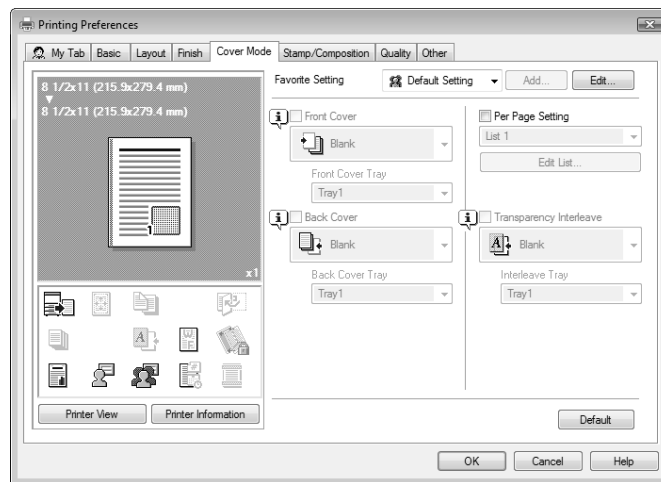 Printing Preferences
My Tab Basic Layout Finish Cover Mode Stamp/Composition Quality Other
8 1/2x11 (215.9x279.4 mm)
8 1/2x11 (215.9x279.4 mm)
1
x1
Printer View Printer Information
Favorite Setting Default Setting Add... Edit...
Front Cover
Blank
Front Cover Tray
Tray1
Per Page Setting
List 1
Edit List...
Back Cover
Blank
Back Cover Tray
Tray1
Transparency Interleave
A Blank
Interleave Tray
Tray1
Default
OK Cancel Help